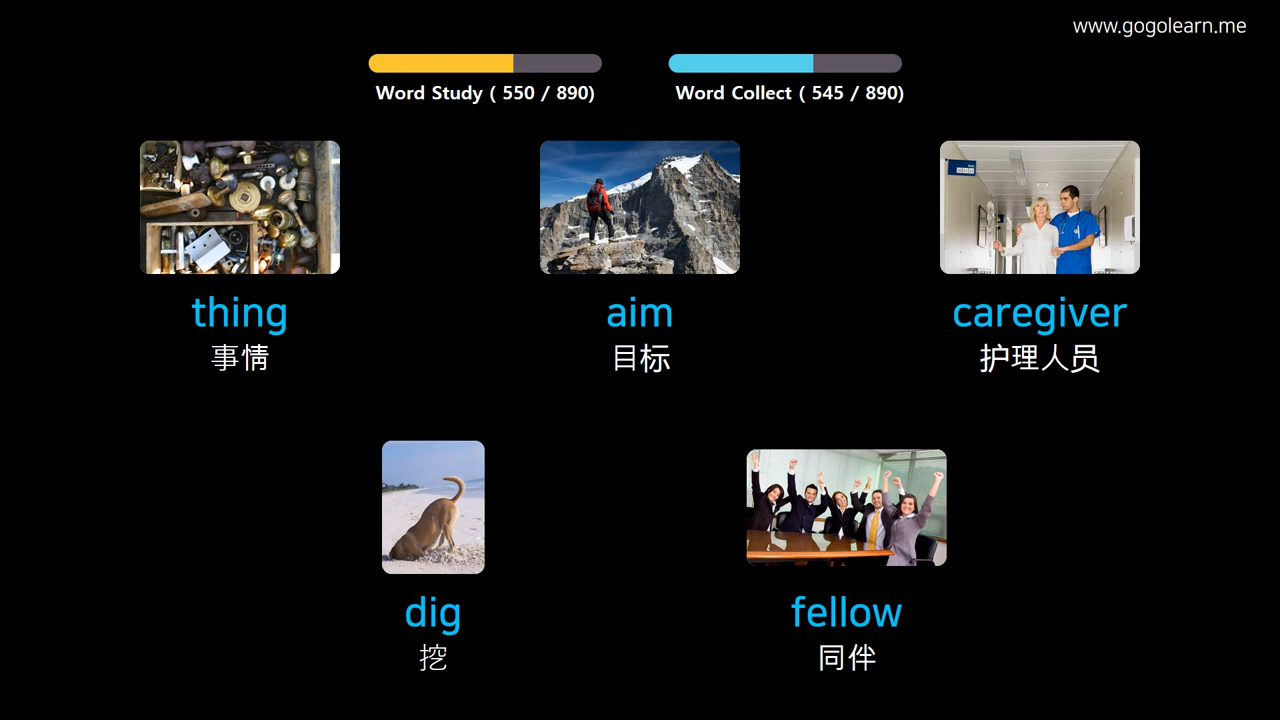 www.gogolearn.me
Word Study ( 550 / 890)
Word Collect ( 545 / 890)
thing
事情
aim
目标
caregiver
护理人员
dig
挖
fellow
同伴